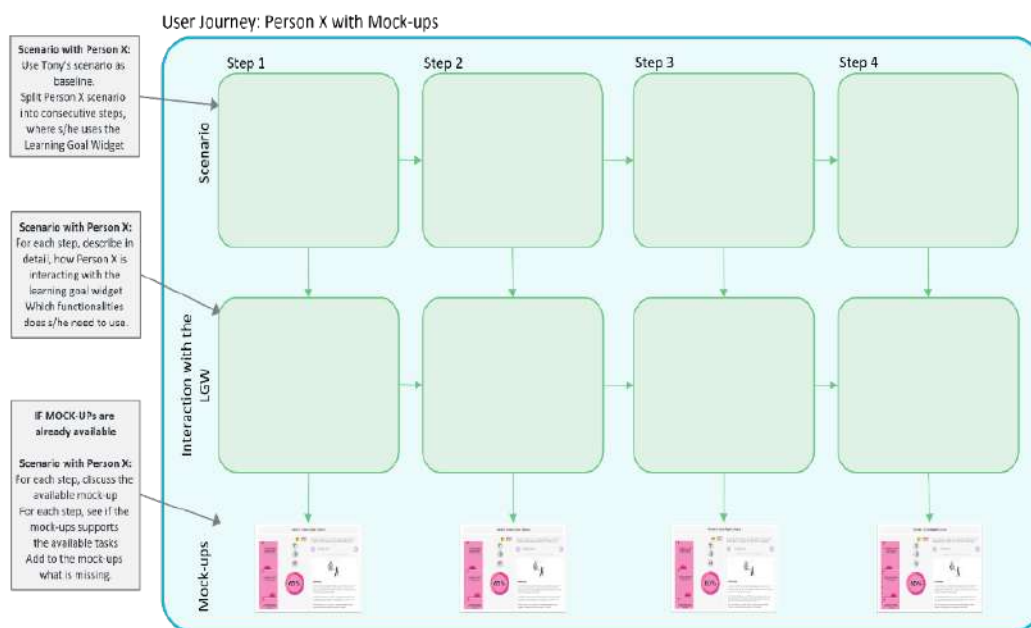 User Journey: Person X with Mock-ups
Scenario with Person X:
Use Tony's scenario as
baseline.
Split Person X scenario
into consecutive steps,
where s/he uses the
Learning Goal Widget
Step 1
Step 2
Step 3
Step 4
Scenario
Scenario with Person X:
For each step, describe in
detail, how Person X is
interacting with the
learning goal widget
Which functionalities
does s/he need to use.
Interaction with the
LGW
IF MOCK-UPs are
already available
Scenario with Person X:
For each step, discuss the
available mock-up
For each step, see if the
mock-ups supports
the available tasks
Add to the mock-ups
what is missing.
Mock-ups